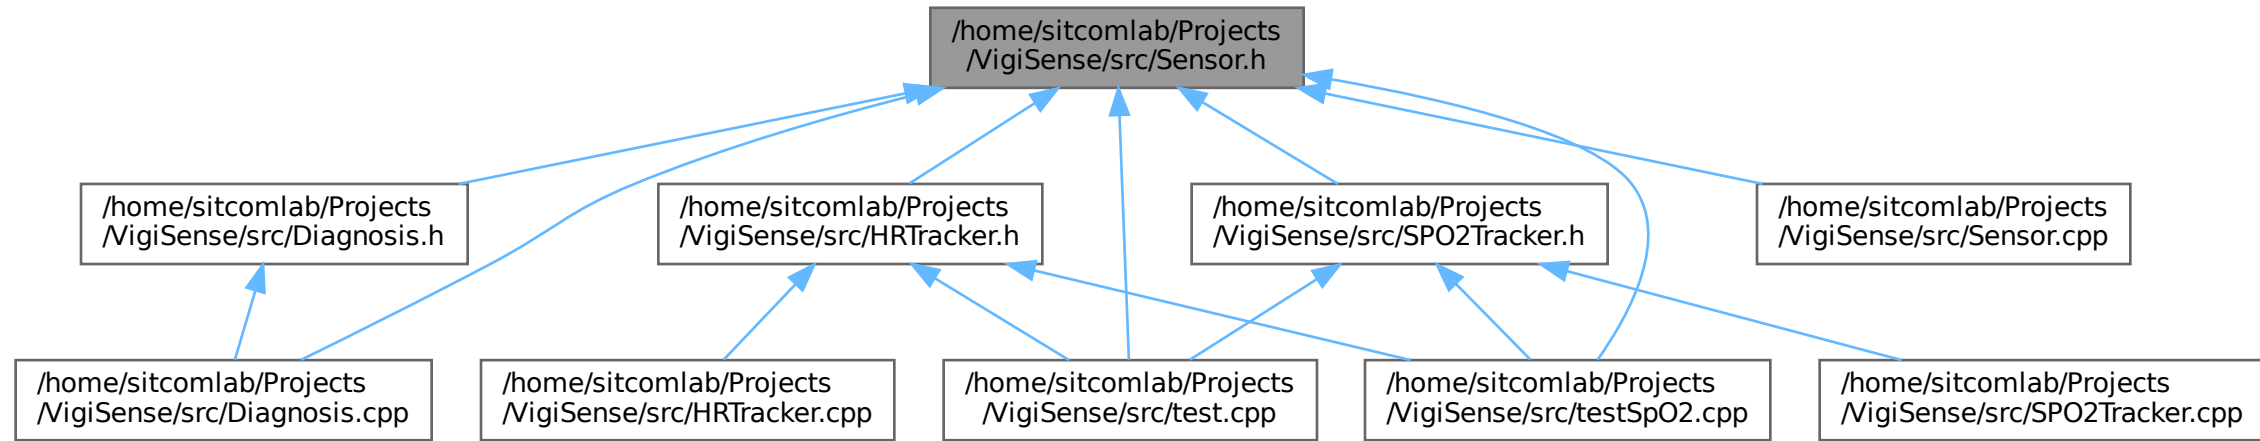 /home/sitcomlab/Projects
/VigiSense/src/Sensor.h
/home/sitcomlab/Projects
/VigiSense/src/Diagnosis.h
/home/sitcomlab/Projects
/VigiSense/src/HRTracker.h
/home/sitcomlab/Projects
/VigiSense/src/SPO2Tracker.h
/home/sitcomlab/Projects
/VigiSense/src/Sensor.cpp
/home/sitcomlab/Projects
/VigiSense/src/Diagnosis.cpp
/home/sitcomlab/Projects
/VigiSense/src/HRTracker.cpp
/home/sitcomlab/Projects
/VigiSense/src/test.cpp
/home/sitcomlab/Projects
/VigiSense/src/testSpO2.cpp
/home/sitcomlab/Projects
/VigiSense/src/SPO2Tracker.cpp